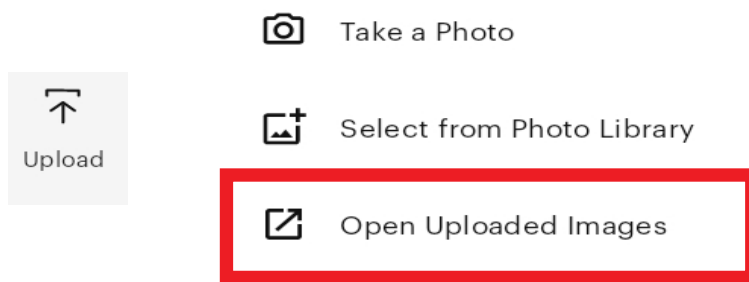 Take a Photo
Select from Photo Library
Upload
Open Uploaded Images